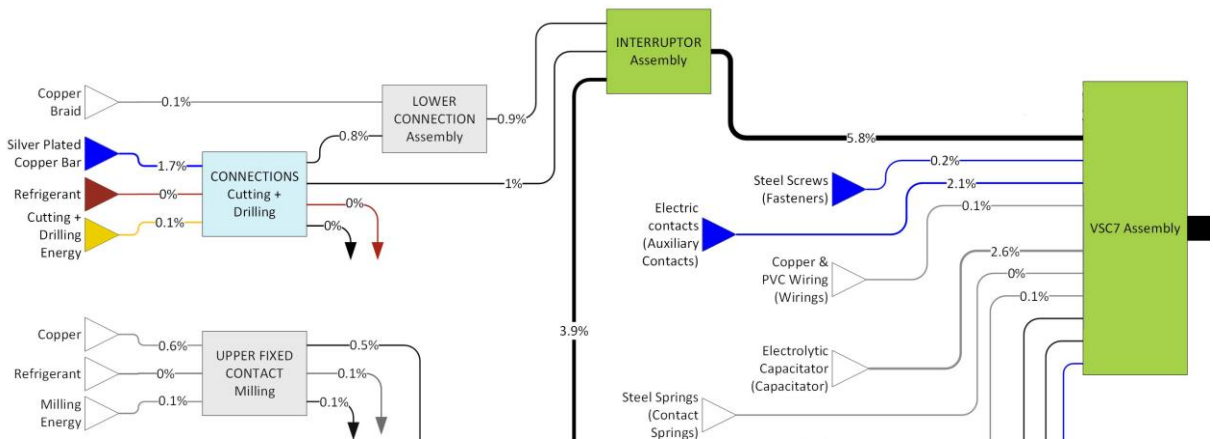 INTERRUPTOR
Assembly
Copper
Braid
0.1%
LOWER
CONNECTION
Assembly
0.9%
0.8%
Silver Plated
Copper Bar
1.7%
Refrigerant
0%
Cutting +
Drilling
Energy
0.1%
CONNECTIONS
Cutting +
Drilling
1%
0%
0%
5.8%
Steel Screws
(Fasteners)
0.2%
Electric
contacts
(Auxiliary
Contacts)
2.1%
Copper &
PVC Wiring
(Wirings)
0.1%
VSC7 Assembly
2.6%
0%
0.1%
3.9%
Copper
0.6%
Refrigerant
0%
Milling
Energy
0.1%
UPPER FIXED
CONTACT
Milling
0.5%
0.1%
0.1%
Electrolytic
Capacitor
(Capacitator)
Steel Springs
(Contact
Springs)